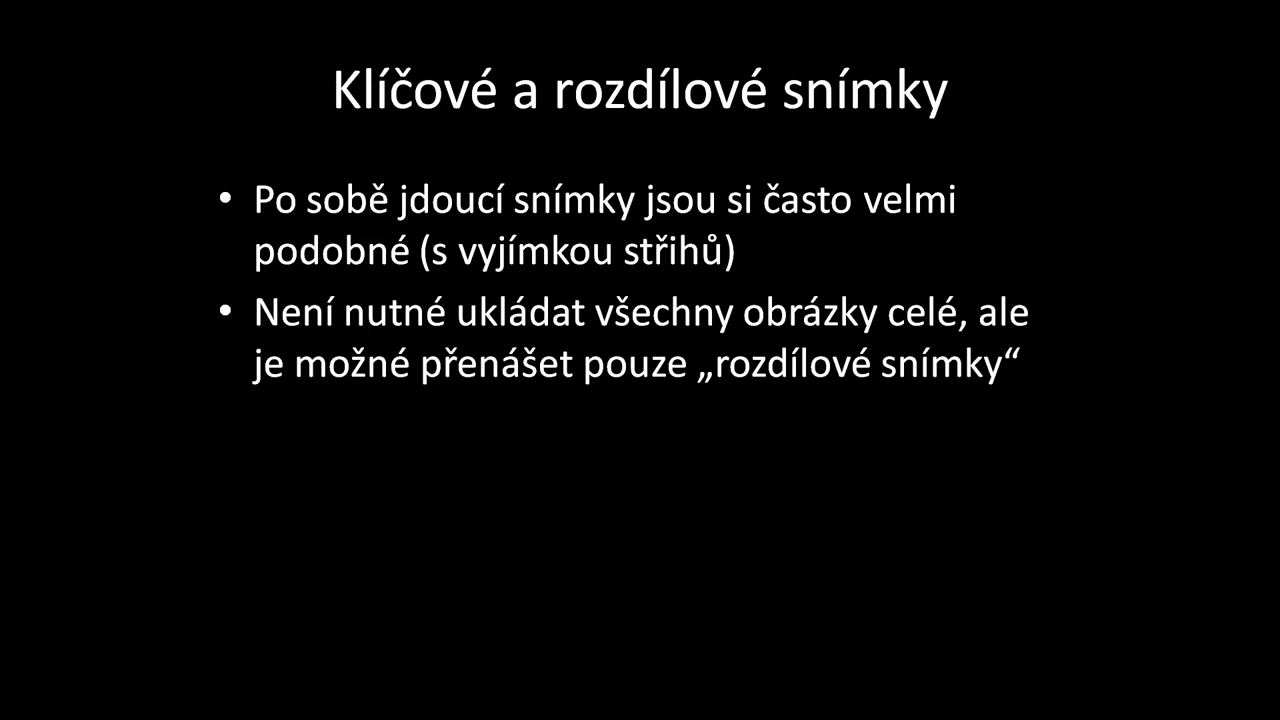 Klíčové a rozdílové snímky
• Po sobě jdoucí snímky jsou si často velmi
podobné (s vyjímkou střihů)
• Není nutné ukládat všechny obrázky celé, ale
je možné přenášet pouze „rozdílové snímky“